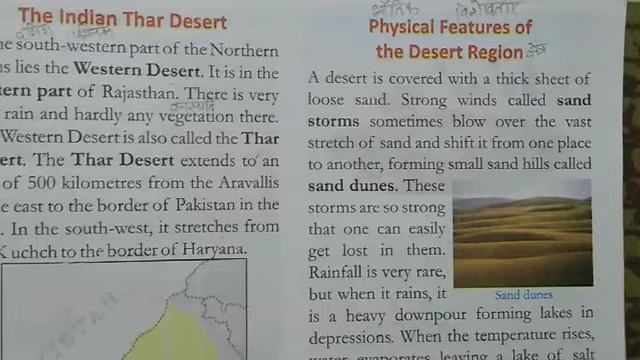 The Indian Thar Desert
south-western part of the Northern
lies the Western Desert. It is in the
part of Rajasthan. There is very
rain and hardly any vegetation there.
Western Desert is also called the Thar
The Thar Desert extends to an
of 500 kilometres from the Aravallis
east to the border of Pakistan in the
In the south-west, it stretches from
Kuchch to the border of Haryana.
Physical Features of
the Desert Region
A desert is covered with a thick sheet of
loose sand. Strong winds called sand
storms sometimes blow over the vast
stretch of sand and shift it from one place
to another, forming small sand hills called
sand dunes. These
storms are so strong
that one can easily
get lost in them.
Rainfall is very rare,
but when it rains, it
Sand dunes
is a heavy downpour forming lakes in
depressions. When the temperature rises,
water evaporates leaving a lake of salt